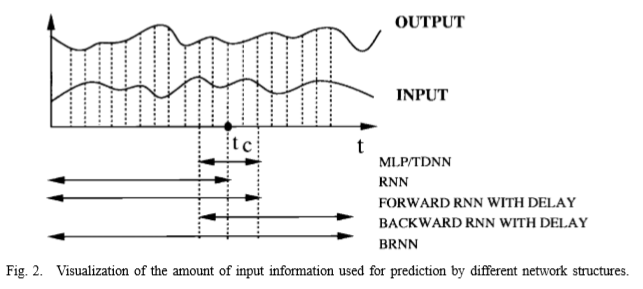 OUTPUT
INPUT
tc
t
MLP/TDNN
RNN
FORWARD RNN WITH DELAY
BACKWARD RNN WITH DELAY
BRNN
Fig. 2. Visualization of the amount of input information used for prediction by different network structures.